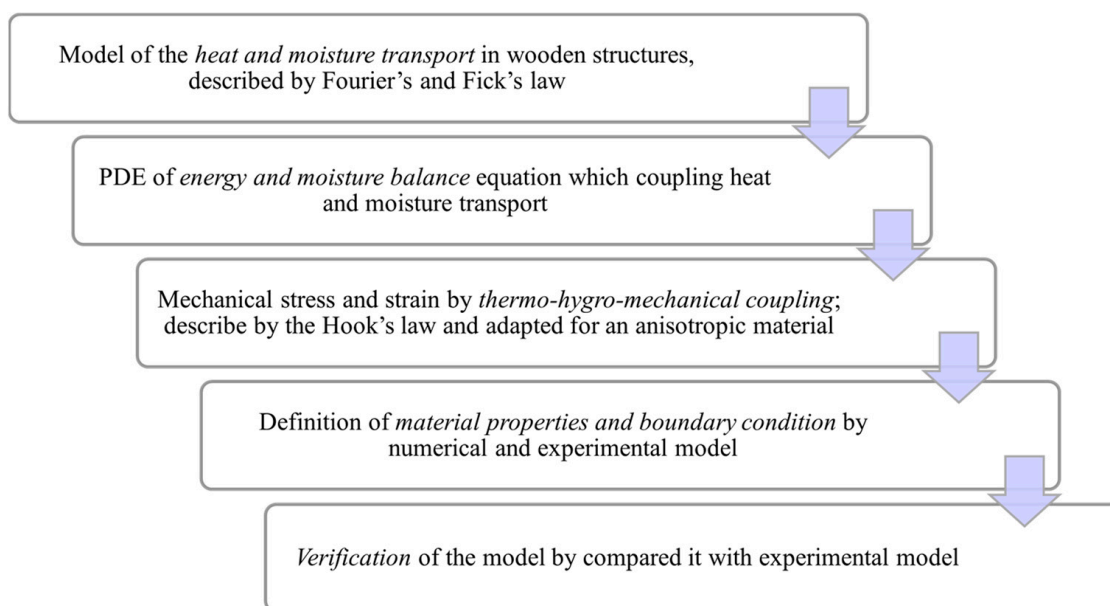 Model of the heat and moisture transport in wooden structures,
described by Fourier’s and Fick’s law
PDE of energy and moisture balance equation which coupling heat
and moisture transport
Mechanical stress and strain by thermo-hygro-mechanical coupling;
describe by the Hook’s law and adapted for an anisotropic material
Definition of material properties and boundary condition by
numerical and experimental model
Verification of the model by compared it with experimental model